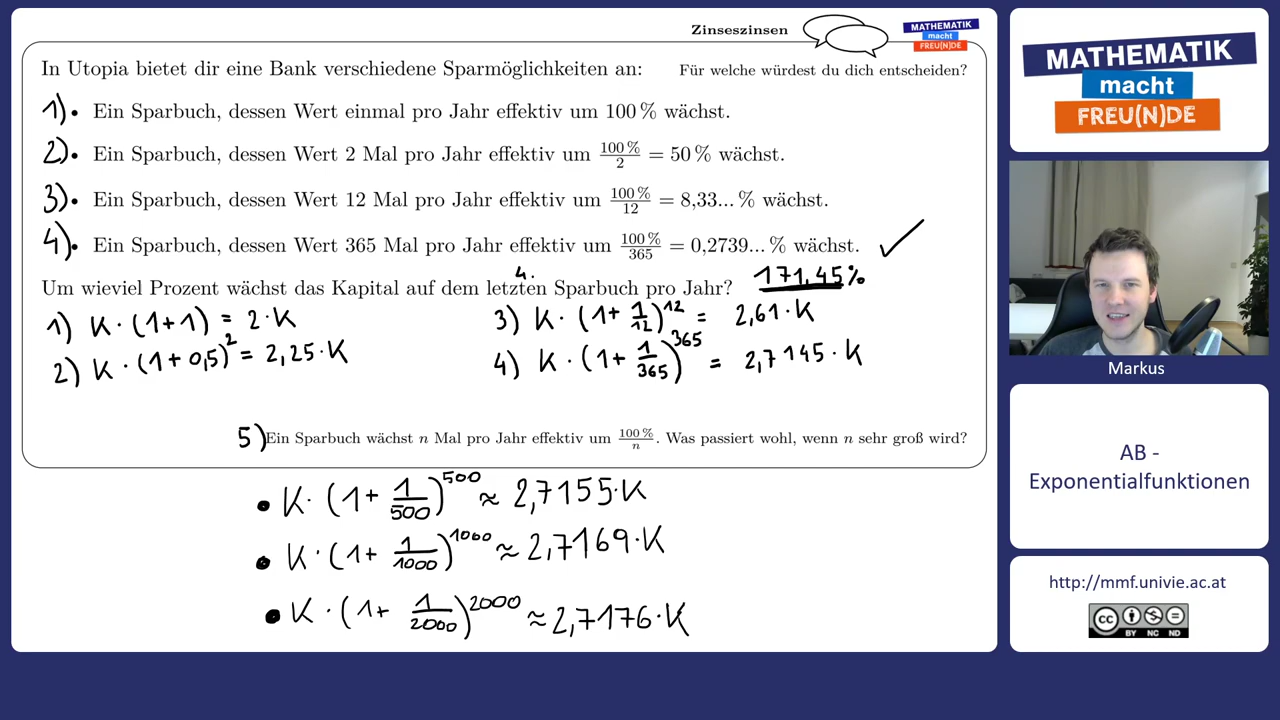 Zinseszinsen
MATHEMATIK
macht
FREU(N)DE
In Utopia bietet dir eine Bank verschiedene Sparmöglichkeiten an: Für welche würdest du dich entscheiden?
1) • Ein Sparbuch, dessen Wert einmal pro Jahr effektiv um 100 % wächst.
2) • Ein Sparbuch, dessen Wert 2 Mal pro Jahr effektiv um 100 %/2 = 50 % wächst.
3) • Ein Sparbuch, dessen Wert 12 Mal pro Jahr effektiv um 100 %/12 = 8,33... % wächst.
4) • Ein Sparbuch, dessen Wert 365 Mal pro Jahr effektiv um 100 %/365 = 0,2739... % wächst. ✓
4.
Um wieviel Prozent wächst das Kapital auf dem letzten Sparbuch pro Jahr? 171,45%
1) K · (1+1) = 2·K
2) K · (1+0,5)^2 = 2,25·K
3) K · (1+ 1/12)^12 = 2,61·K
4) K · (1+ 1/365)^365 = 2,7145·K
5) Ein Sparbuch wächst n Mal pro Jahr effektiv um 100 %/n. Was passiert wohl, wenn n sehr groß wird?
• K· (1+ 1/500)^500 ≈ 2,7155·K
• K · (1+ 1/1000)^1000 ≈ 2,7169·K
• K · (1+ 1/2000)^2000 ≈ 2,7176·K
MATHEMATIK
macht
FREU(N)DE
Markus
AB -
Exponentialfunktionen
http://mmf.univie.ac.at
cc
BY NC ND